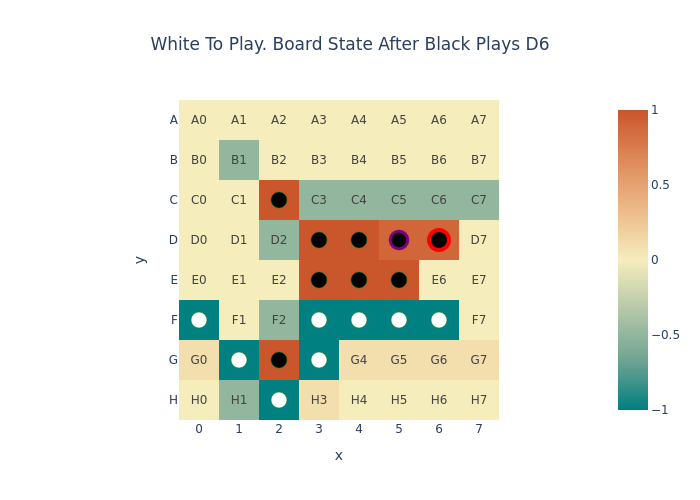 White To Play. Board State After Black Plays D6
A A0 A1 A2 A3 A4 A5 A6 A7
B B0 B1 B2 B3 B4 B5 B6 B7
C C0 C1 C3 C4 C5 C6 C7
D D0 D1 D2 D7
E E0 E1 E2 E6 E7
F F1 F2 F7
G G0 G4 G5 G6 G7
H H0 H1 H3 H4 H5 H6 H7
0 1 2 3 4 5 6 7
x
y
1
0.5
0
−0.5
−1